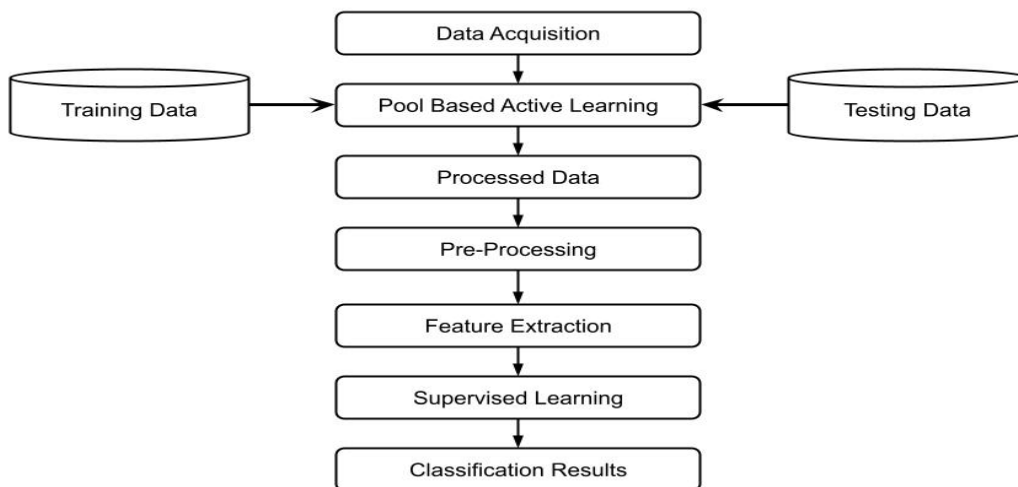 Data Acquisition
Training Data
Pool Based Active Learning
Testing Data
Processed Data
Pre-Processing
Feature Extraction
Supervised Learning
Classification Results